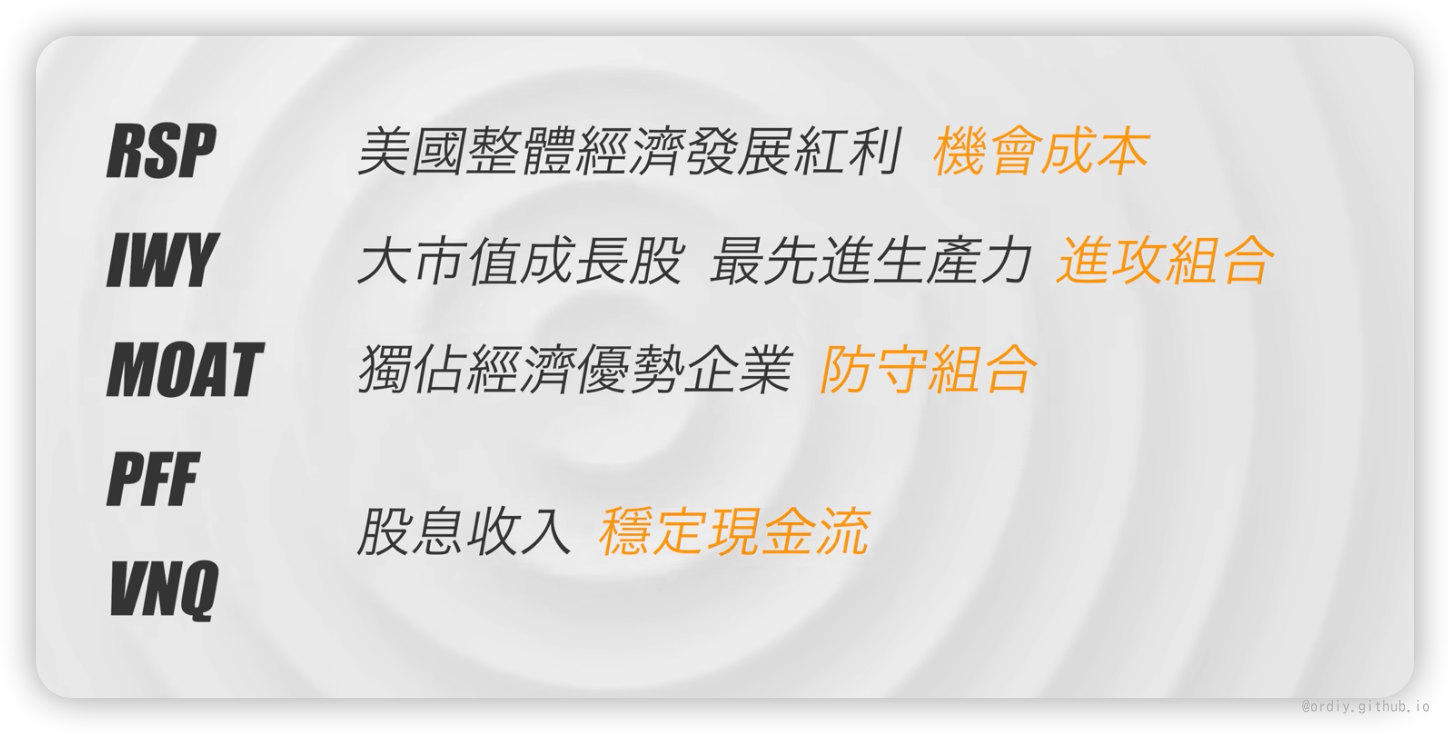 RSP 美國整體經濟發展紅利 機會成本
IWY 大市值成長股 最先進生產力 進攻組合
MOAT 獨佔經濟優勢企業 防守組合
PFF
股息收入 穩定現金流
VNQ
@ordiy.github.io